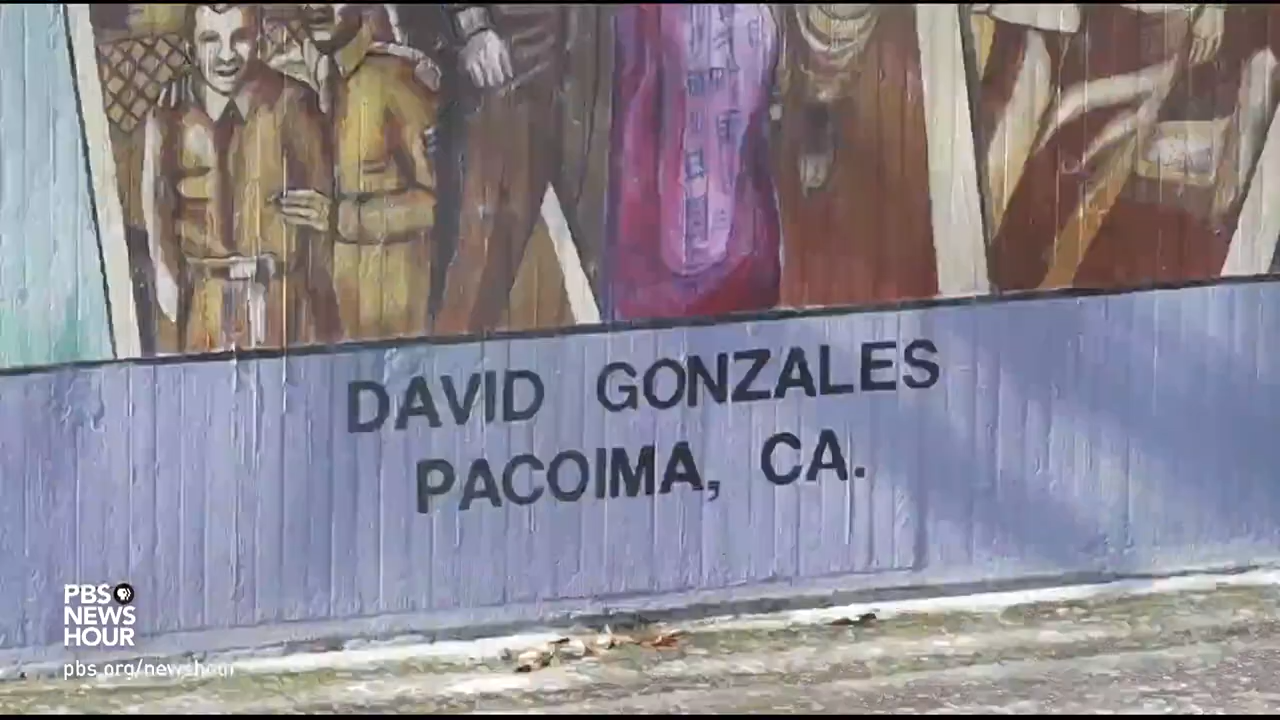 DAVID GONZALES
PACOIMA, CA.
PBS
NEWS
HOUR
pbs.org/newshour